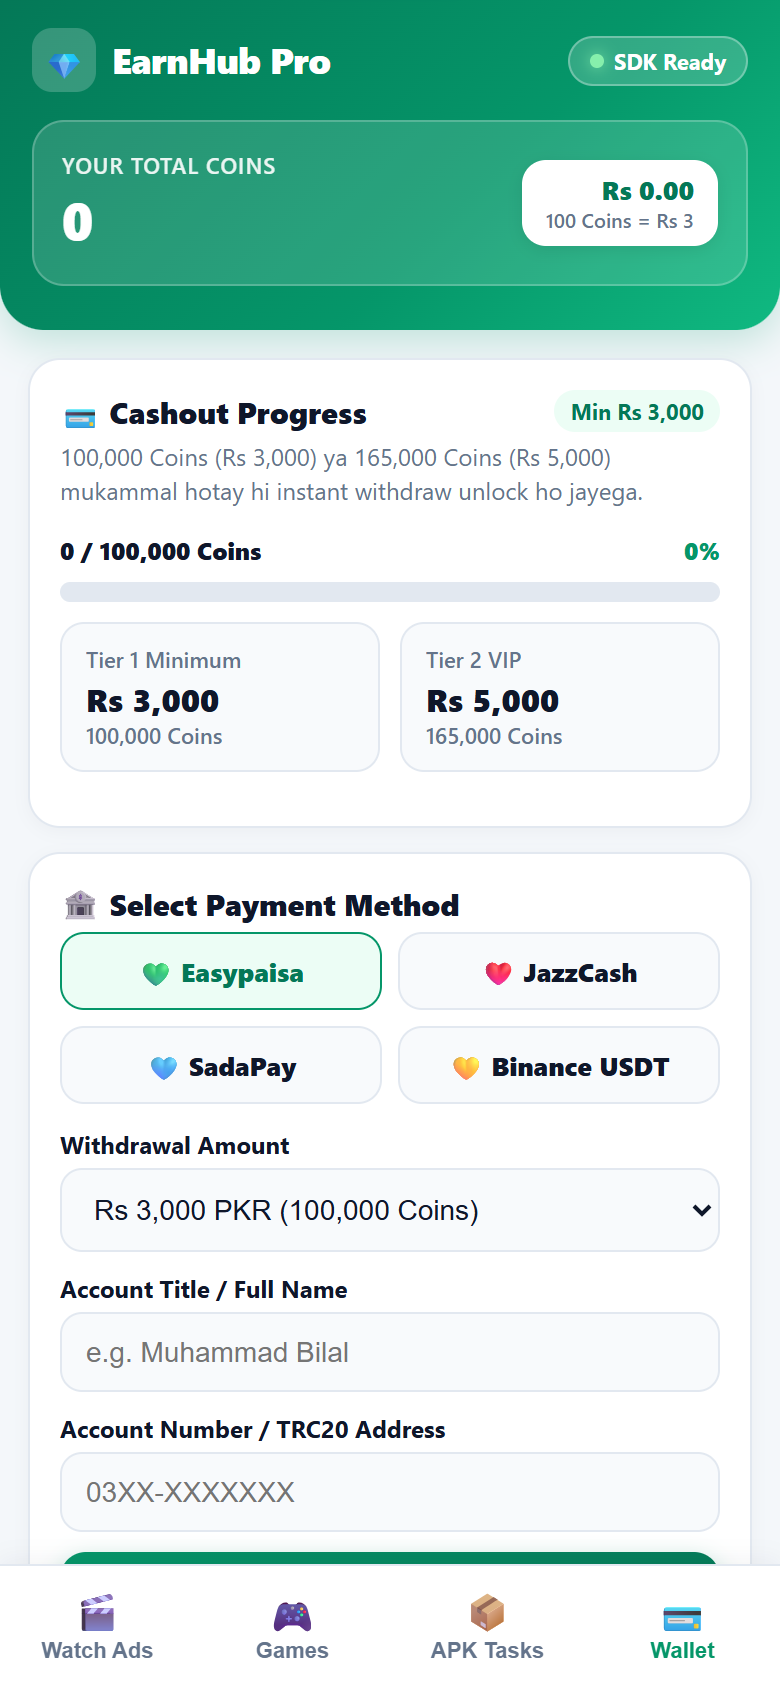 EarnHub Pro
SDK Ready
YOUR TOTAL COINS
0
Rs 0.00
100 Coins = Rs 3
Cashout Progress
Min Rs 3,000
100,000 Coins (Rs 3,000) ya 165,000 Coins (Rs 5,000)
mukammal hotay hi instant withdraw unlock ho jayega.
0 / 100,000 Coins
0%
Tier 1 Minimum
Rs 3,000
100,000 Coins
Tier 2 VIP
Rs 5,000
165,000 Coins
Select Payment Method
Easypaisa
JazzCash
SadaPay
Binance USDT
Withdrawal Amount
Rs 3,000 PKR (100,000 Coins)
Account Title / Full Name
e.g. Muhammad Bilal
Account Number / TRC20 Address
03XX-XXXXXXX
Watch Ads
Games
APK Tasks
Wallet